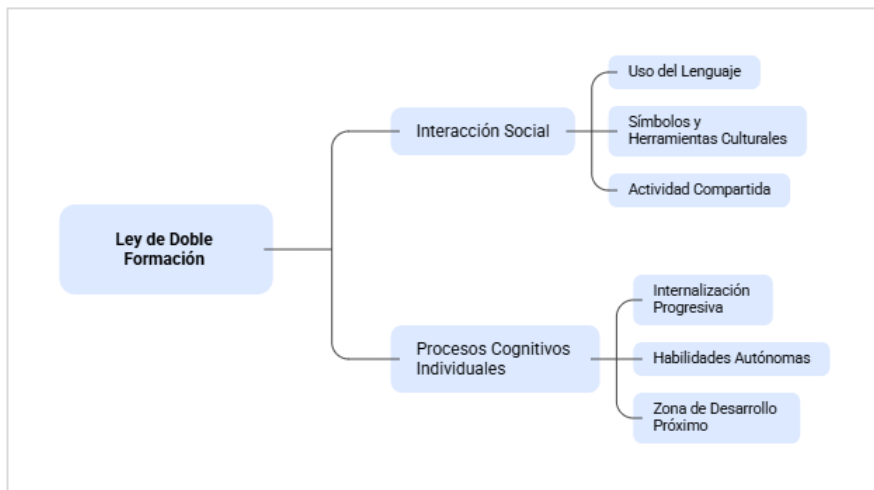 Ley de Doble
Formación
Interacción Social
Uso del Lenguaje
Símbolos y
Herramientas Culturales
Actividad Compartida
Procesos Cognitivos
Individuales
Internalización
Progresiva
Habilidades Autónomas
Zona de Desarrollo
Próximo